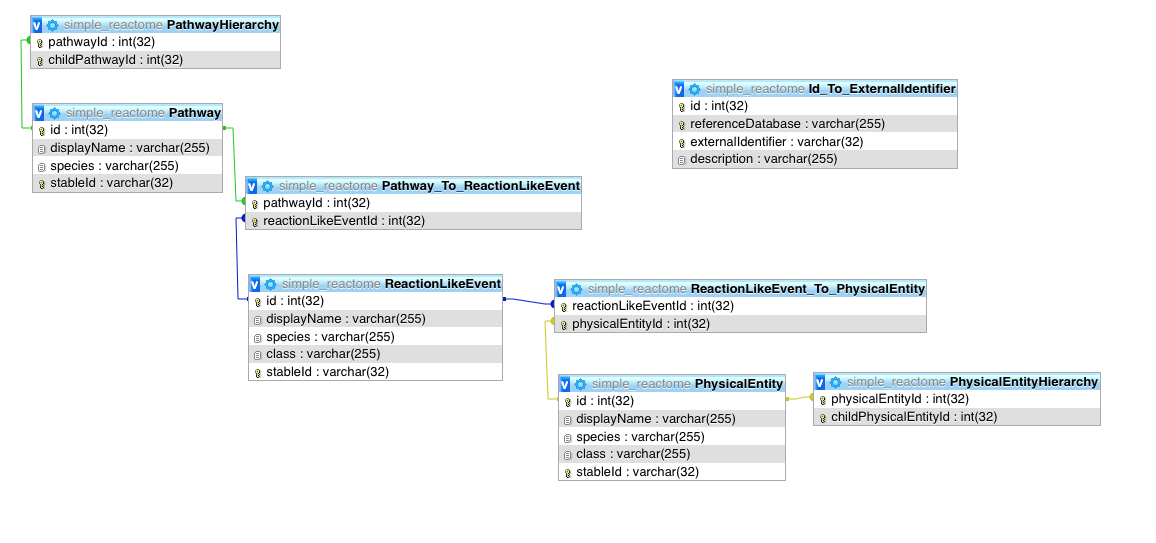 v simple_reactome PathwayHierarchy
pathwayId : int(32)
childPathwayId : int(32)
v simple_reactome Pathway
id : int(32)
displayName : varchar(255)
species : varchar(255)
stableId : varchar(32)
v simple_reactome Id_To_ExternalIdentifier
id : int(32)
referenceDatabase : varchar(255)
externalIdentifier : varchar(32)
description : varchar(255)
v simple_reactome Pathway_To_ReactionLikeEvent
pathwayId : int(32)
reactionLikeEventId : int(32)
v simple_reactome ReactionLikeEvent
id : int(32)
displayName : varchar(255)
species : varchar(255)
class : varchar(255)
stableId : varchar(32)
v simple_reactome ReactionLikeEvent_To_PhysicalEntity
reactionLikeEventId : int(32)
physicalEntityId : int(32)
v simple_reactome PhysicalEntity
id : int(32)
displayName : varchar(255)
species : varchar(255)
class : varchar(255)
stableId : varchar(32)
v simple_reactome PhysicalEntityHierarchy
physicalEntityId : int(32)
childPhysicalEntityId : int(32)